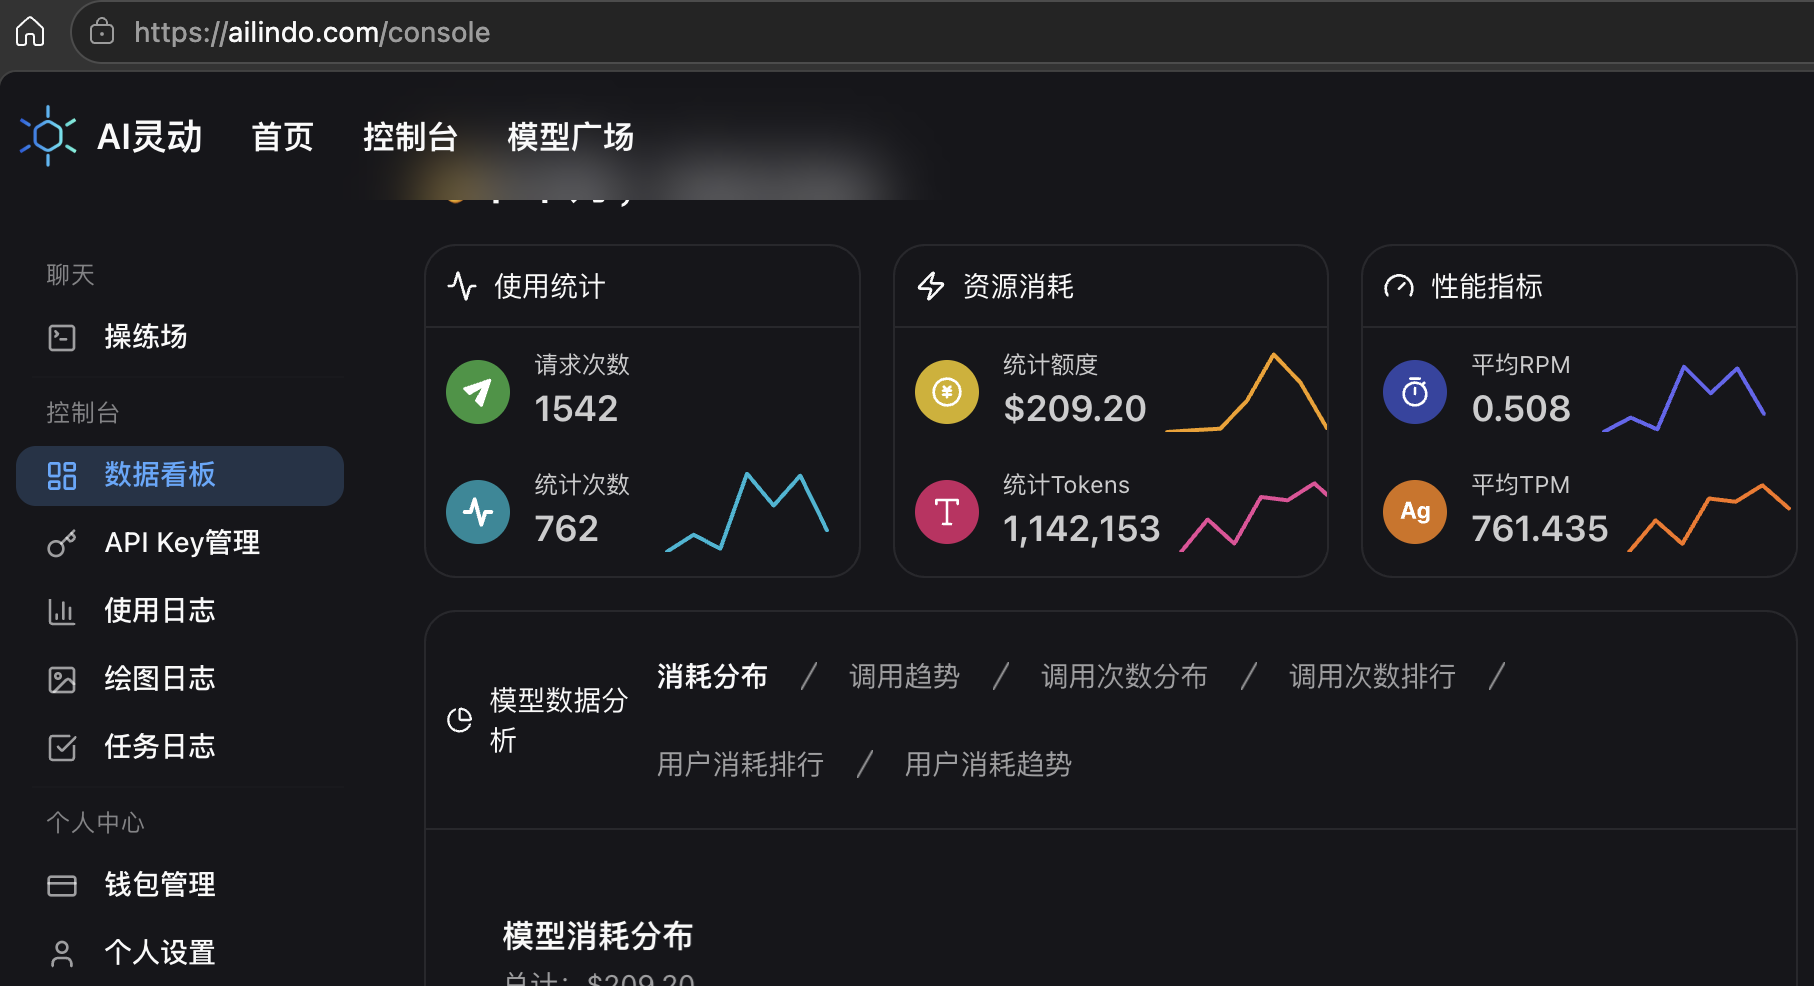 https://ailindo.com/console
AI灵动
首页
控制台
模型广场
聊天
操练场
控制台
数据看板
API Key管理
使用日志
绘图日志
任务日志
个人中心
钱包管理
个人设置
使用统计
请求次数
1542
统计次数
762
资源消耗
统计额度
$209.20
统计Tokens
1,142,153
性能指标
平均RPM
0.508
Ag
平均TPM
761.435
模型数据分
析
消耗分布 / 调用趋势 / 调用次数分布 / 调用次数排行 /
用户消耗排行 / 用户消耗趋势
模型消耗分布
总计：$209.20